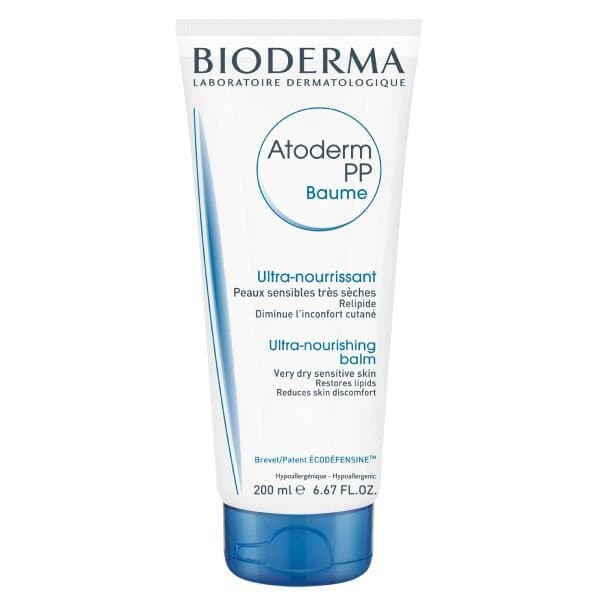 BIODERMA
LABORATOIRE DERMATOLOGIQUE
Atoderm
PP
Baume
Ultra-nourrissant
Peaux sensibles très sèches
Relipide
Diminue l'inconfort cutané
Ultra-nourishing
balm
Very dry sensitive skin
Restores lipids
Reduces skin discomfort
Brevet/Patent ÉCODÉFENSINE™
Hypoallergénique - Hypoallergenic
200 ml ℮ 6.67 FL.OZ.